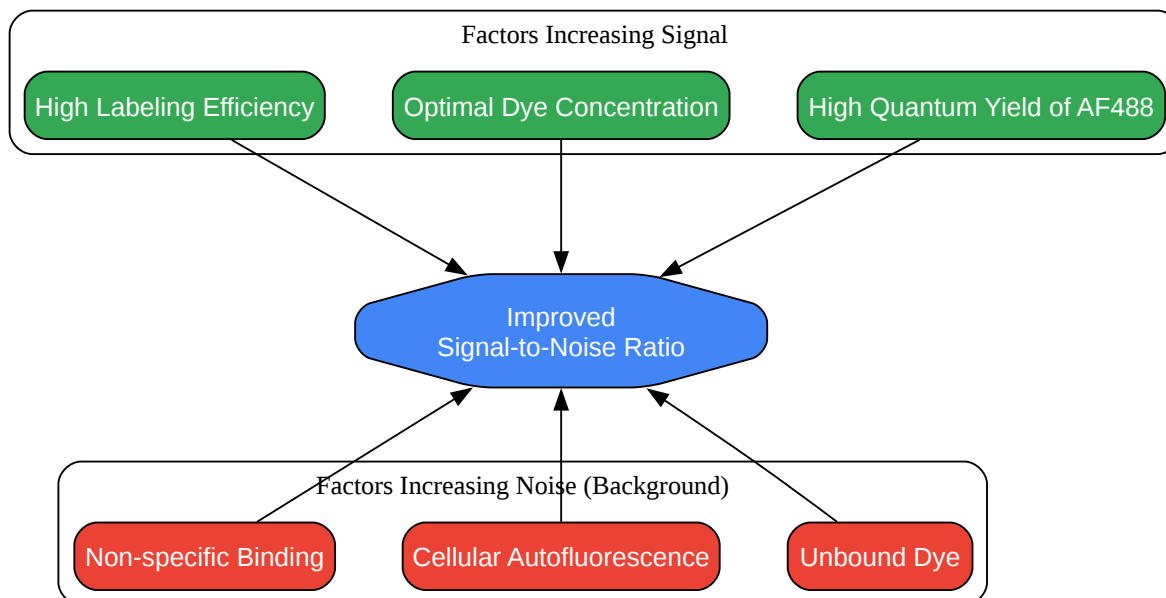 Factors Increasing Signal
High Labeling Efficiency
Optimal Dye Concentration
High Quantum Yield of AF488
Improved
Signal-to-Noise Ratio
Factors Increasing Noise (Background)
Non-specific Binding
Cellular Autofluorescence
Unbound Dye